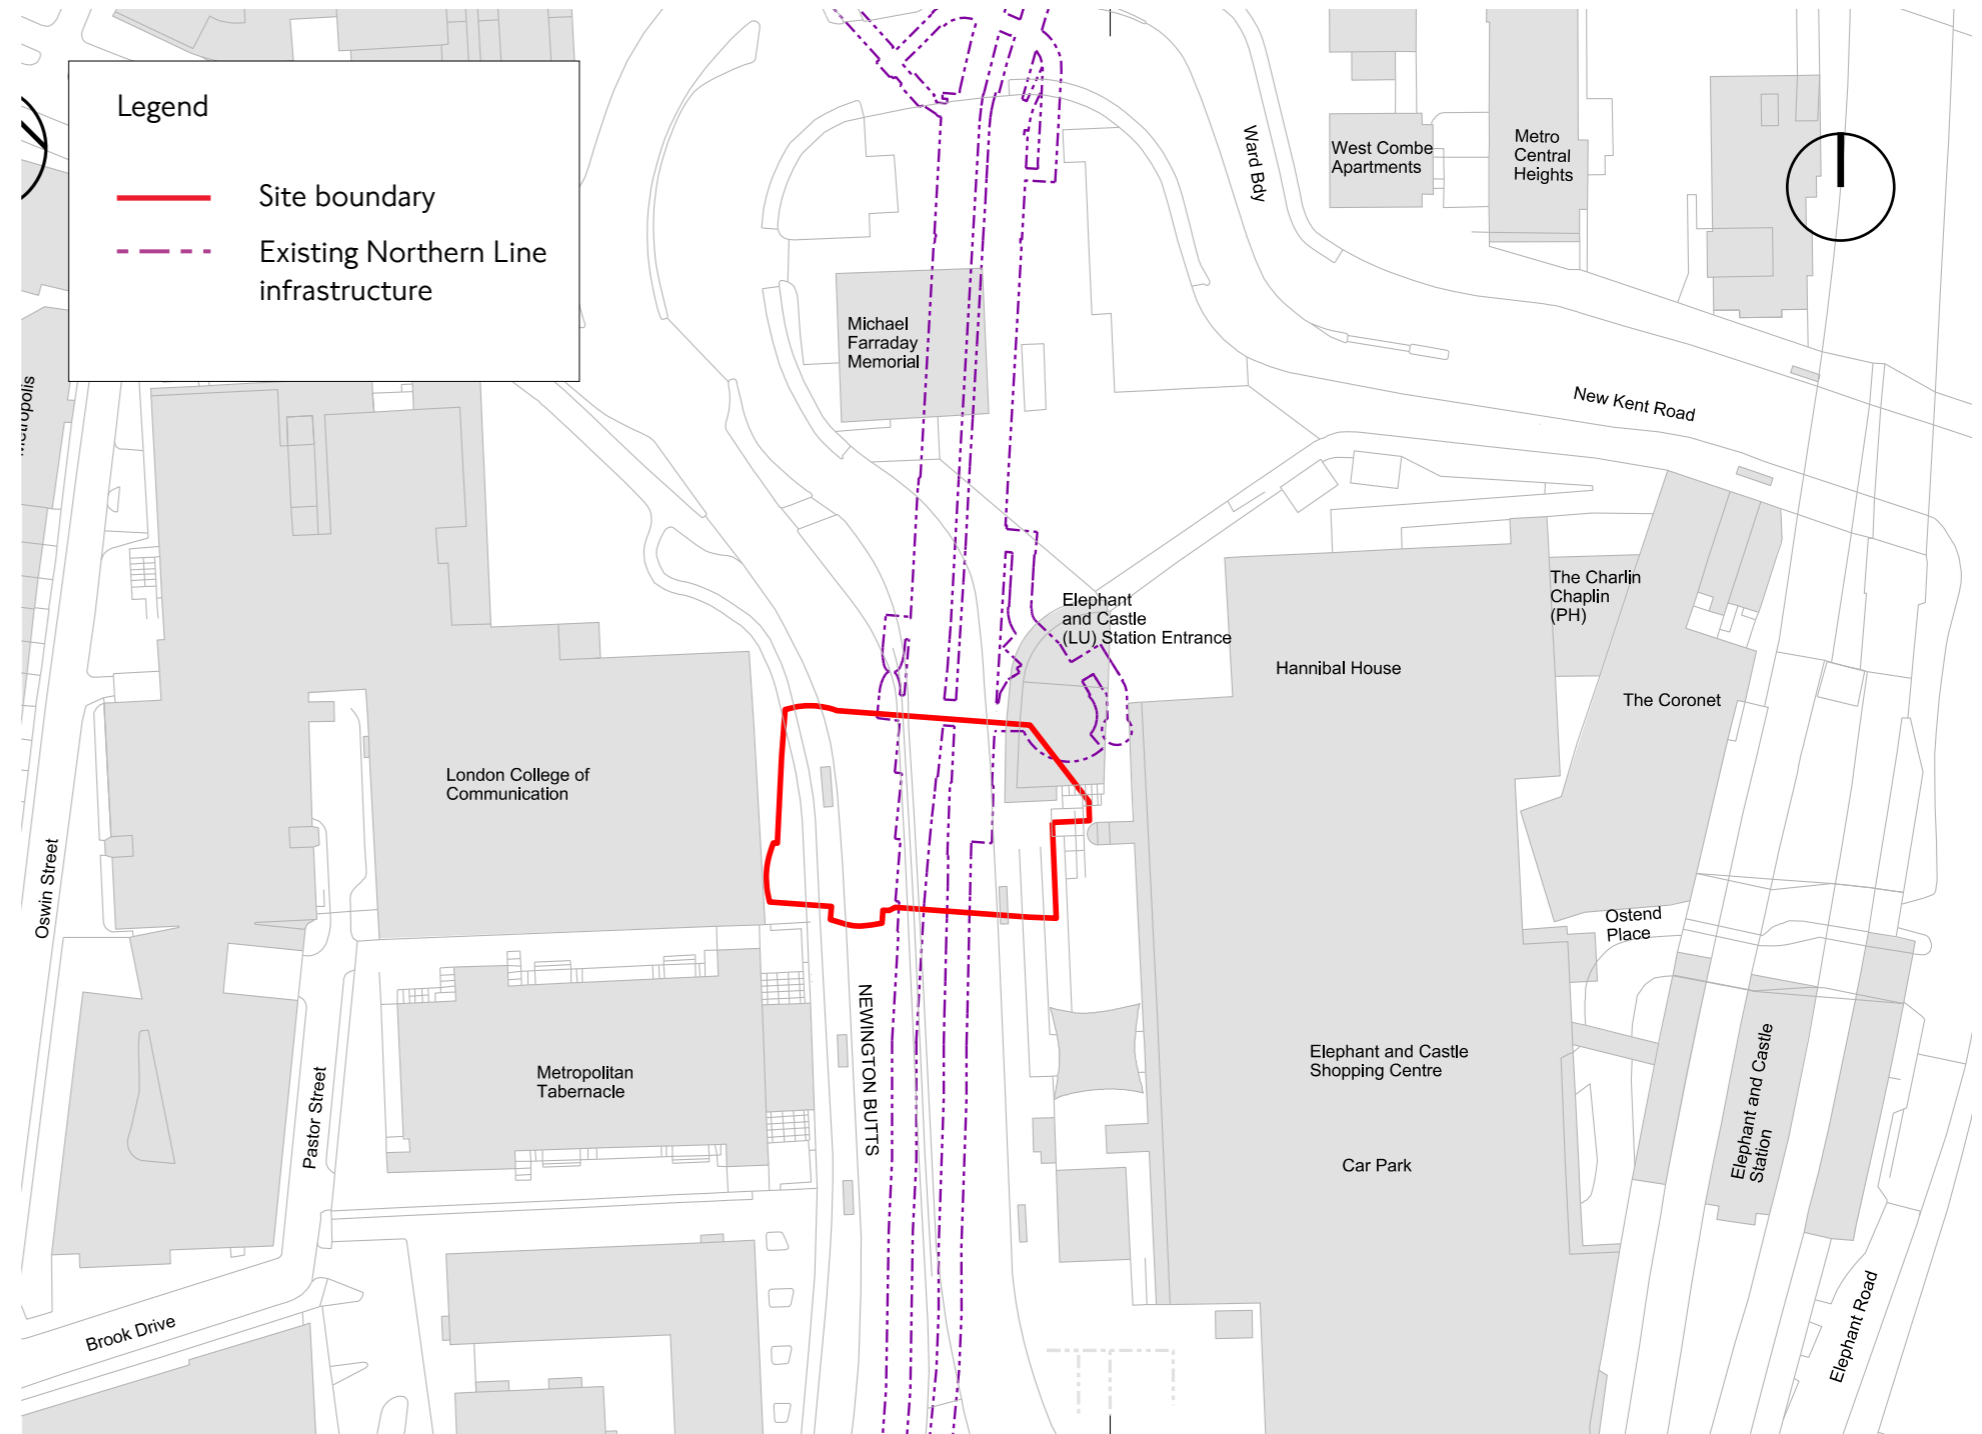 Legend
Site boundary
Existing Northern Line
infrastructure
Metropolis
Ward Bdy
West Combe
Apartments
Metro
Central
Heights
Michael
Farraday
Memorial
New Kent Road
Elephant
and Castle
(LU) Station Entrance
The Charlin
Chaplin
(PH)
Hannibal House
The Coronet
London College of
Communication
Oswin Street
Ostend
Place
NEWINGTON BUTTS
Metropolitan
Tabernacle
Pastor Street
Elephant and Castle
Shopping Centre
Car Park
Elephant and Castle
Station
Brook Drive
Elephant Road